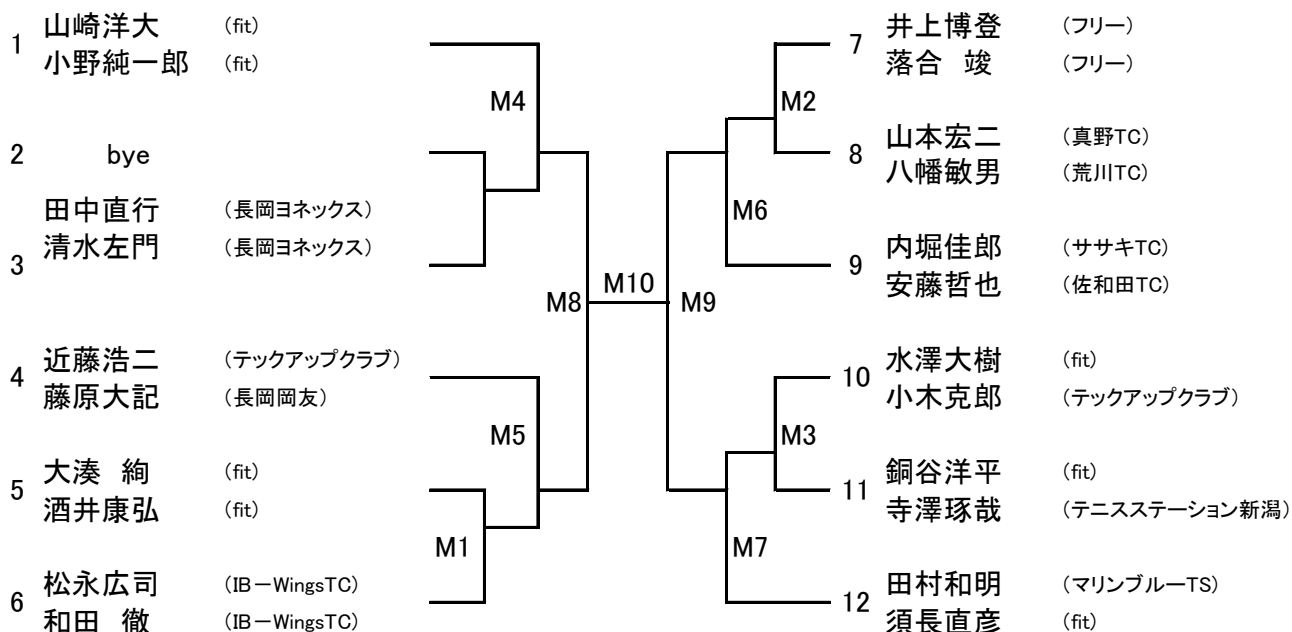 1 山崎洋大 (fit)
小野純一郎 (fit)
2 bye
3 田中直行 (長岡ヨネックス)
清水左門 (長岡ヨネックス)
4 近藤浩二 (テックアップクラブ)
藤原大記 (長岡岡友)
5 大湊 絢 (fit)
酒井康弘 (fit)
6 松永広司 (IB－WingsTC)
和田 徹 (IB－WingsTC)
M4
M5
M1
M8
M10
M9
M2
M6
M3
M7
7 井上博登 (フリー)
落合 竣 (フリー)
8 山本宏二 (真野TC)
八幡敏男 (荒川TC)
9 内堀佳郎 (ササキTC)
安藤哲也 (佐和田TC)
10 水澤大樹 (fit)
小木克郎 (テックアップクラブ)
11 銅谷洋平 (fit)
寺澤琢哉 (テニスステーション新潟)
12 田村和明 (マリンブルーTS)
須長直彦 (fit)